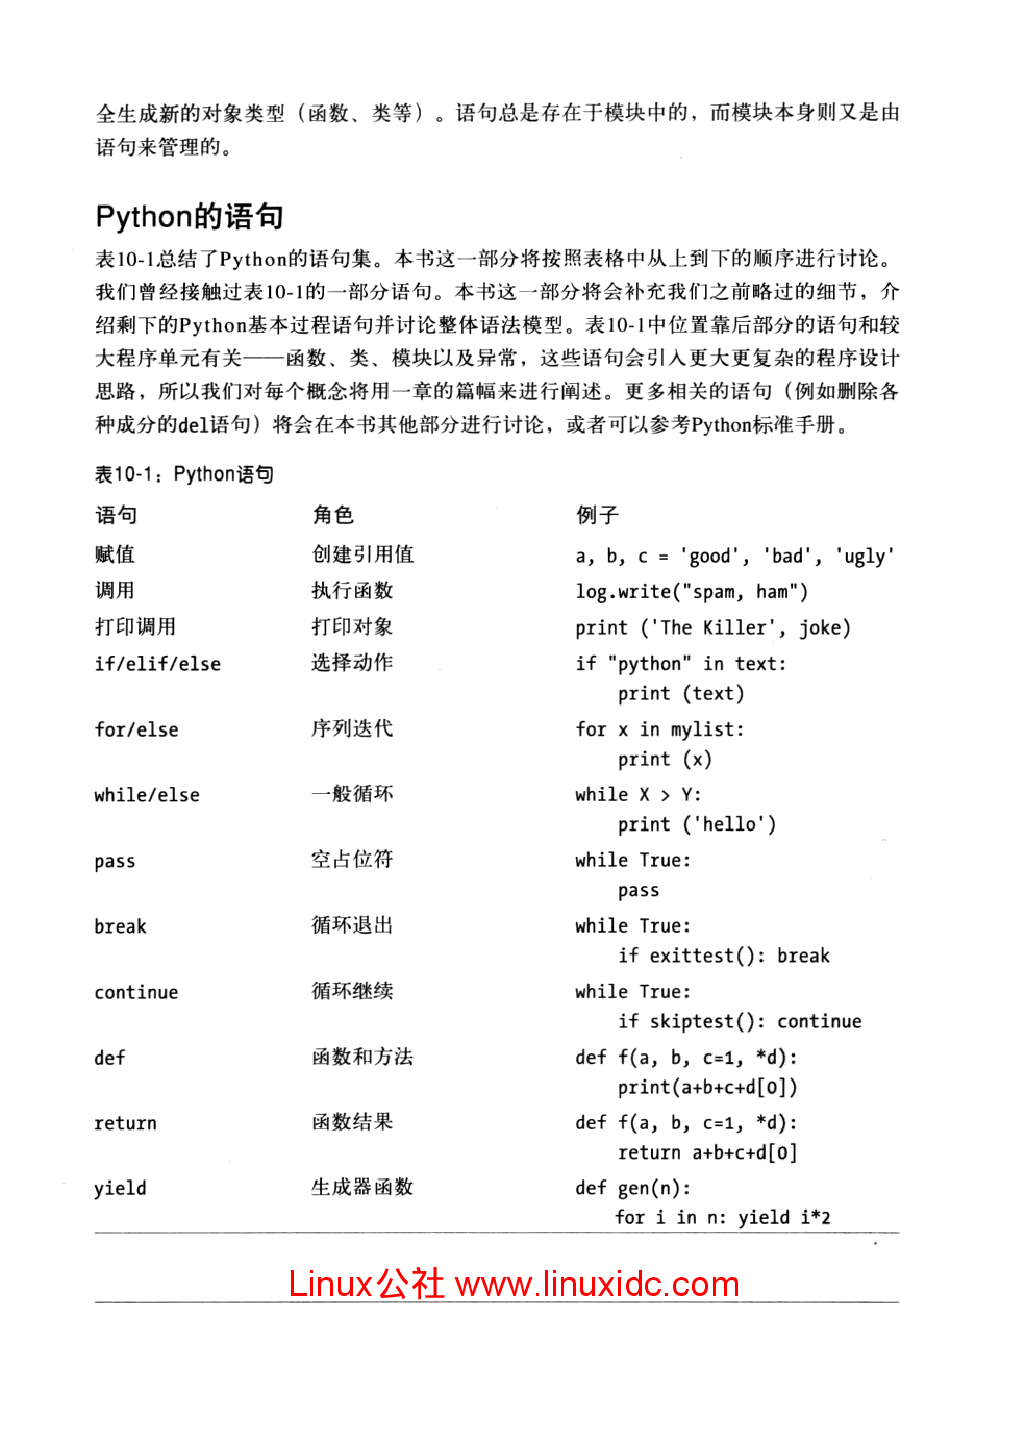 全生成新的对象类型（函数、类等）。语句总是存在于模块中的，而模块本身则又是由
语句来管理的。
Python的语句
表10-1总结了Python的语句集。本书这一部分将按照表格中从上到下的顺序进行讨论。
我们曾经接触过表10-1的一部分语句。本书这一部分将会补充我们之前略过的细节，介
绍剩下的Python基本过程语句并讨论整体语法模型。表10-1中位置靠后部分的语句和较
大程序单元有关——函数、类、模块以及异常，这些语句会引入更大更复杂的程序设计
思路，所以我们对每个概念将用一章的篇幅来进行阐述。更多相关的语句（例如删除各
种成分的del语句）将会在本书其他部分进行讨论，或者可以参考Python标准手册。
表10-1：Python语句
语句 角色 例子
赋值 创建引用值 a, b, c = 'good', 'bad', 'ugly'
调用 执行函数 log.write("spam, ham")
打印调用 打印对象 print ('The Killer', joke)
if/elif/else 选择动作 if "python" in text:
print (text)
for/else 序列迭代 for x in mylist:
print (x)
while/else 一般循环 while X > Y:
print ('hello')
pass 空占位符 while True:
pass
break 循环退出 while True:
if exittest(): break
continue 循环继续 while True:
if skiptest(): continue
def 函数和方法 def f(a, b, c=1, *d):
print(a+b+c+d[0])
return 函数结果 def f(a, b, c=1, *d):
return a+b+c+d[0]
yield 生成器函数 def gen(n):
for i in n: yield i*2
Linux公社 www.linuxidc.com